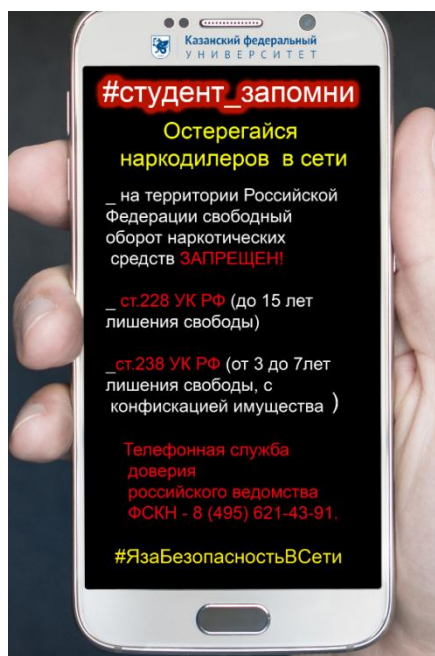 Казанский федеральный
УНИВЕРСИТЕТ
#студент_запомни
Остерегайся
наркодилеров в сети
_ на территории Российской
Федерации свободный
оборот наркотических
средств ЗАПРЕЩЕН!
_ ст.228 УК РФ (до 15 лет
лишения свободы)
_ст.238 УК РФ (от 3 до 7лет
лишения свободы, с
конфискацией имущества )
Телефонная служба
доверия
российского ведомства
ФСКН - 8 (495) 621-43-91.
#ЯзаБезопасностьВСети